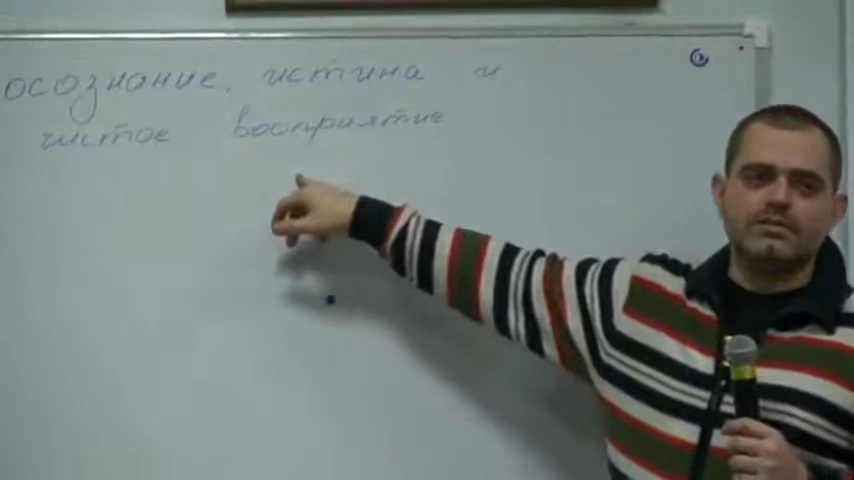 осознание, истина и
чистое восприятие